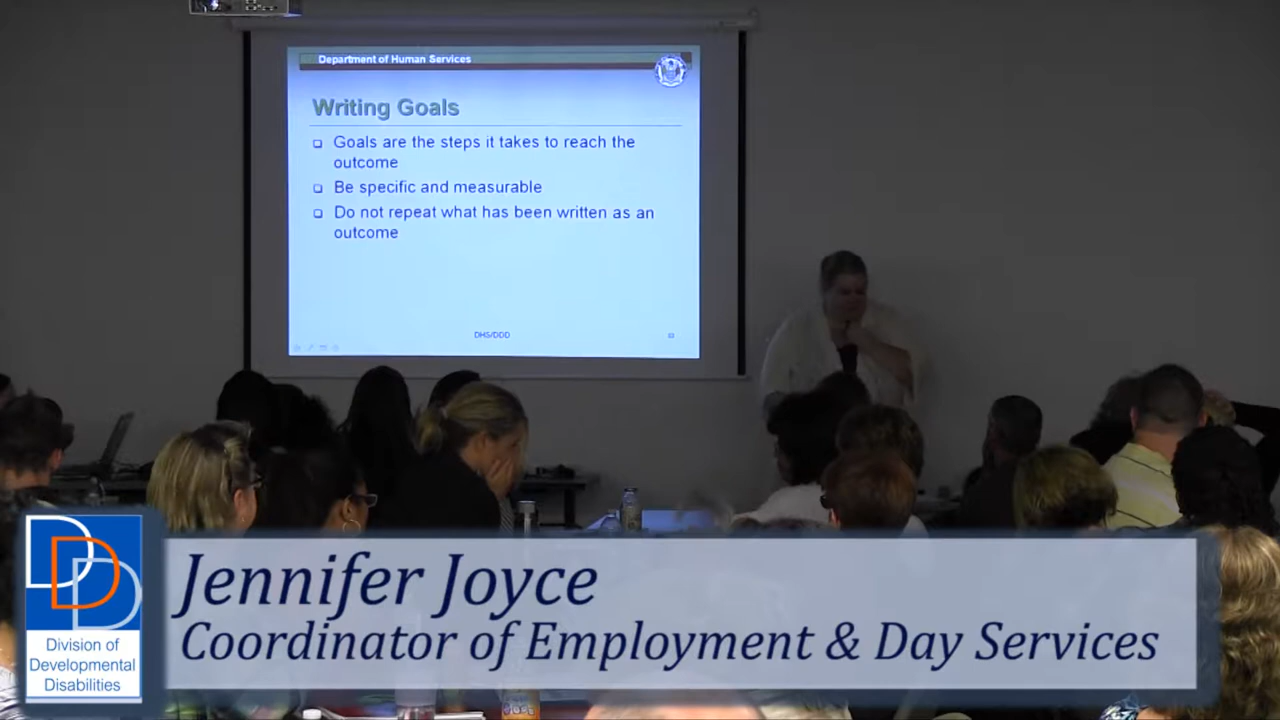 Department of Human Services
Writing Goals
Goals are the steps it takes to reach the
outcome
Be specific and measurable
Do not repeat what has been written as an
outcome
DHS/DDD
DDD
Division of
Developmental
Disabilities
Jennifer Joyce
Coordinator of Employment & Day Services